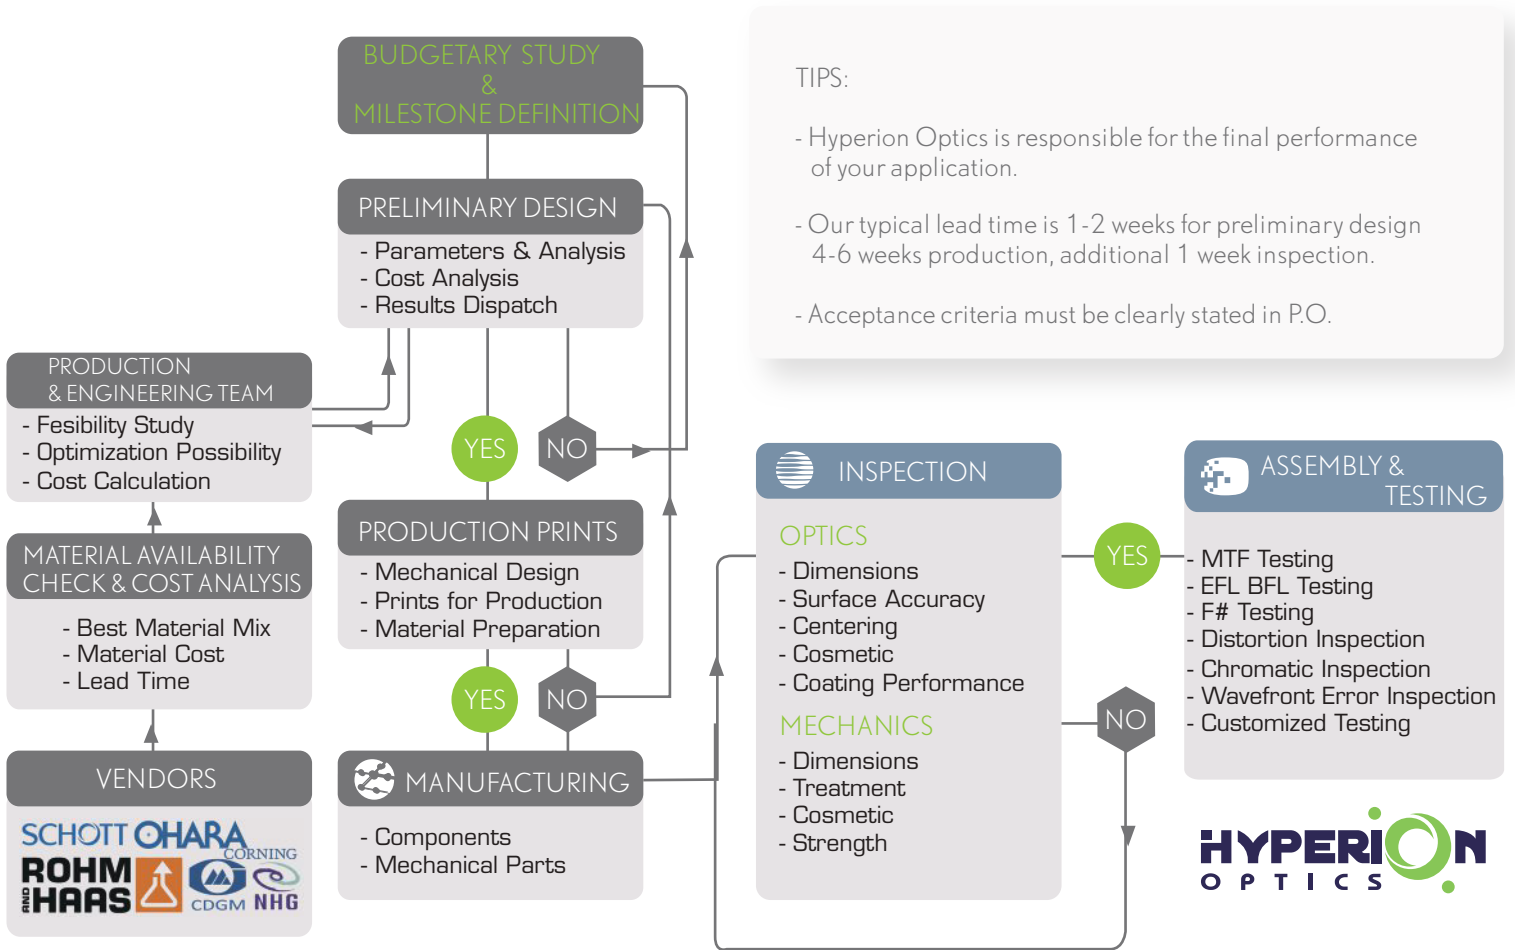 BUDGETARY STUDY
&
MILESTONE DEFINITION
TIPS:
- Hyperion Optics is responsible for the final performance
of your application.
- Our typical lead time is 1-2 weeks for preliminary design
4-6 weeks production, additional 1 week inspection.
- Acceptance criteria must be clearly stated in P.O.
PRELIMINARY DESIGN
- Parameters & Analysis
- Cost Analysis
- Results Dispatch
PRODUCTION
& ENGINEERING TEAM
- Fesibility Study
- Optimization Possibility
- Cost Calculation
YES
NO
MATERIAL AVAILABILITY
CHECK & COST ANALYSIS
- Best Material Mix
- Material Cost
- Lead Time
PRODUCTION PRINTS
- Mechanical Design
- Prints for Production
- Material Preparation
YES
NO
VENDORS
SCHOTT OHARA
CORNING
ROHM
AND
HAAS
CDGM
NHG
MANUFACTURING
- Components
- Mechanical Parts
INSPECTION
OPTICS
- Dimensions
- Surface Accuracy
- Centering
- Cosmetic
- Coating Performance
MECHANICS
- Dimensions
- Treatment
- Cosmetic
- Strength
YES
NO
ASSEMBLY &
TESTING
- MTF Testing
- EFL BFL Testing
- F# Testing
- Distortion Inspection
- Chromatic Inspection
- Wavefront Error Inspection
- Customized Testing
HYPERION
OPTICS